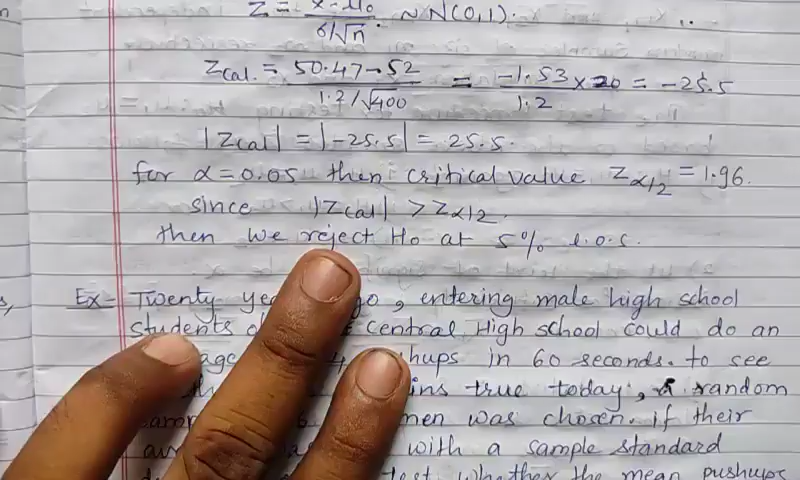 Z = x-μ₀ / σ/√n ~ N(0,1).
Zcal. = 50.47-52 / 1.2/√400 = -1.53 × 20 / 1.2 = -25.5
|Zcal| = |-25.5| = 25.5.
for α = 0.05 then critical value Zα/2 = 1.96.
since |Zcal| > Zα/2.
then we reject H₀ at 5% l.o.s.
Ex- Twenty go, entering male high school
students Central High school could do an
in 60 seconds. to see
true today, a random
men was chosen. if their
with a sample standard
test whether the mean pushups